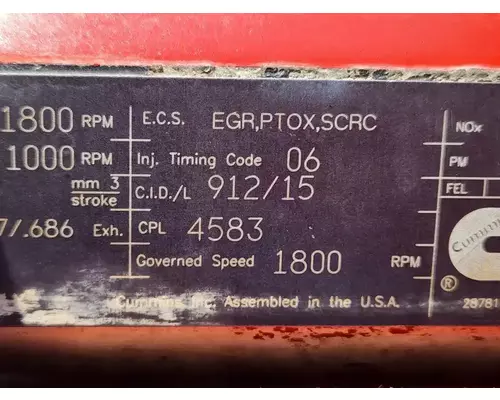 1800 RPM
1000 RPM
mm 3
stroke
7/.686 Exh.
E.C.S. EGR,PTOX,SCRC
Inj. Timing Code 06
C.I.D./L 912/15
CPL 4583
Governed Speed 1800 RPM
Cummins Inc. Assembled in the U.S.A.
NOx
PM
FEL
Cummins
®
28781